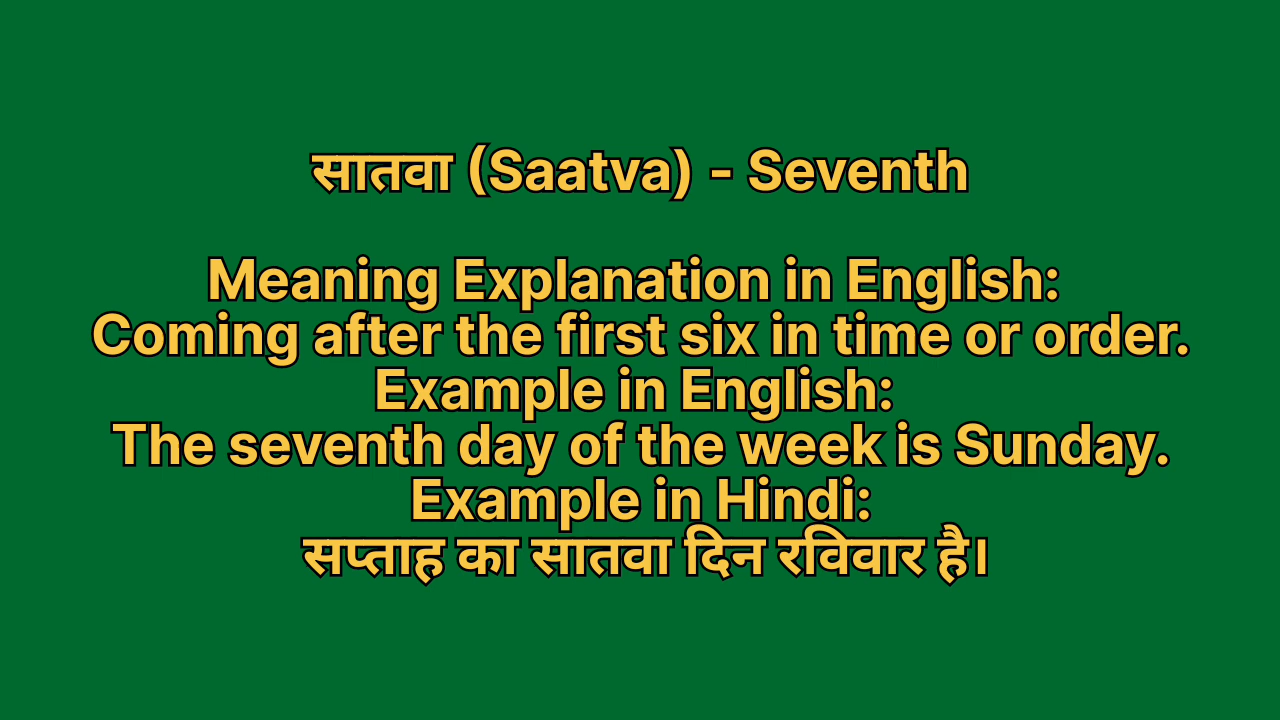 सातवा (Saatva) - Seventh
Meaning Explanation in English:
Coming after the first six in time or order.
Example in English:
The seventh day of the week is Sunday.
Example in Hindi:
सप्ताह का सातवा दिन रविवार है।